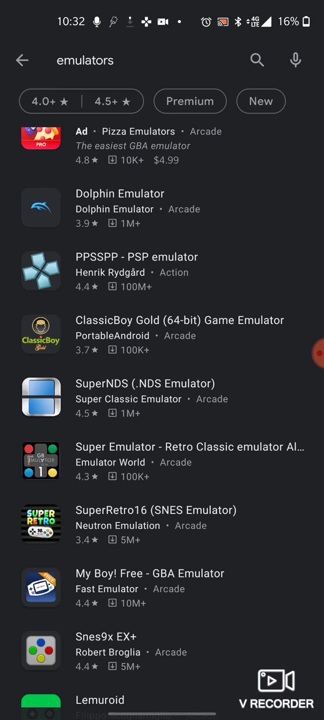 10:32
16%
emulators
4.0+ ★ 4.5+ ★ Premium New
PRO
Ad • Pizza Emulators • Arcade
The easiest GBA emulator
4.8★ 10K+ $4.99
Dolphin Emulator
Dolphin Emulator • Arcade
3.9★ 1M+
PPSSPP - PSP emulator
Henrik Rydgård • Action
4.4★ 100M+
ClassicBoy Gold (64-bit) Game Emulator
ClassicBoy
Gold
PortableAndroid • Arcade
3.7★ 100K+
SuperNDS (.NDS Emulator)
Super Classic Emulator • Arcade
4.5★ 1M+
Super Emulator - Retro Classic emulator Al...
Emulator World • Arcade
4.3★ 100K+
SuperRetro16 (SNES Emulator)
SUPER
RETRO
Neutron Emulation • Arcade
3.4★ 5M+
My Boy! Free - GBA Emulator
Fast Emulator • Arcade
4.4★ 10M+
Snes9x EX+
Robert Broglia • Arcade
4.4★ 5M+
Lemuroid
V RECORDER